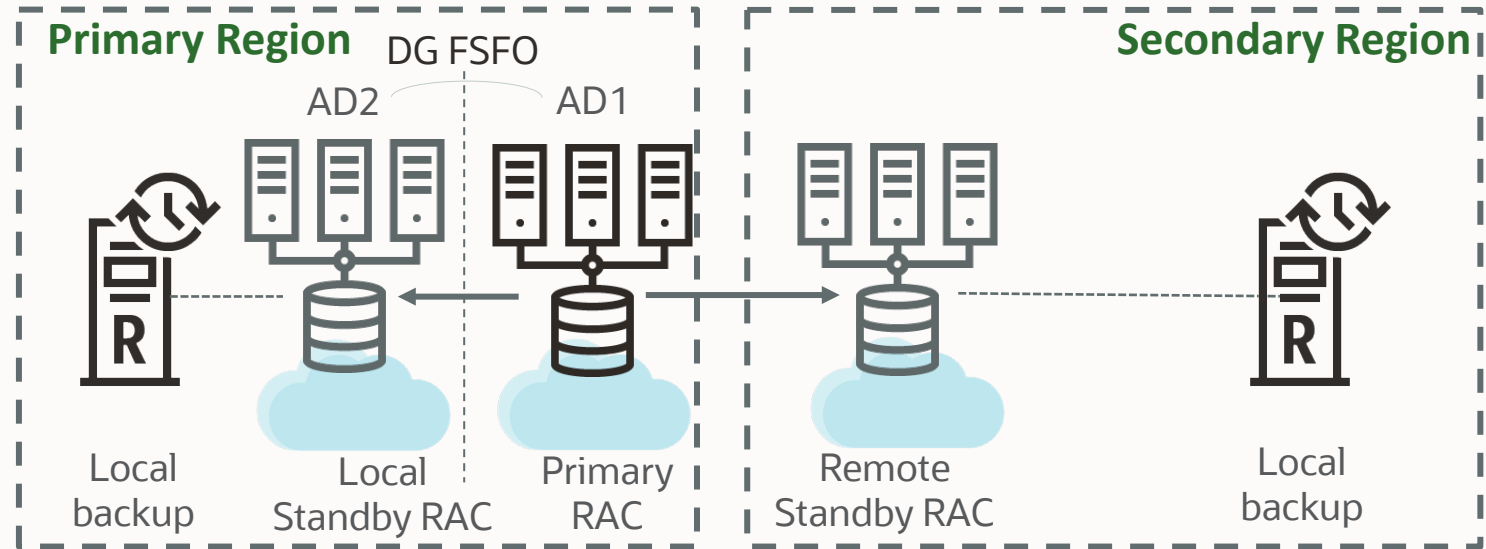 Primary Region
DG FSFO
Secondary Region
AD2
AD1
R
R
Local
backup
Local
Standby RAC
Primary
RAC
Remote
Standby RAC
Local
backup